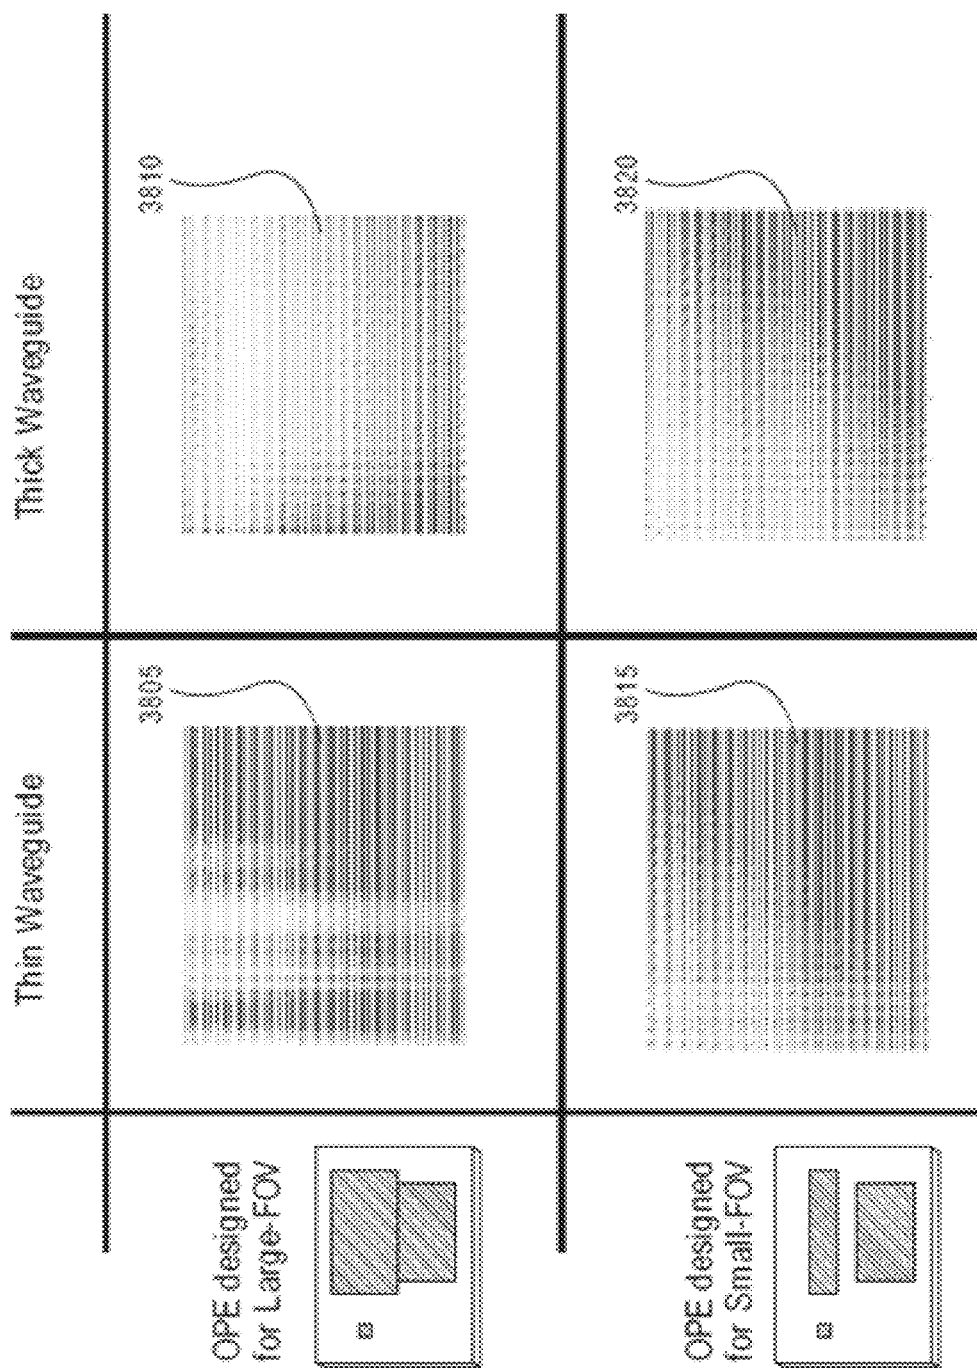 Thin Waveguide
Thick Waveguide
OPE designed
for Large-FOV
3805
3810
OPE designed
for Small-FOV
3815
3820